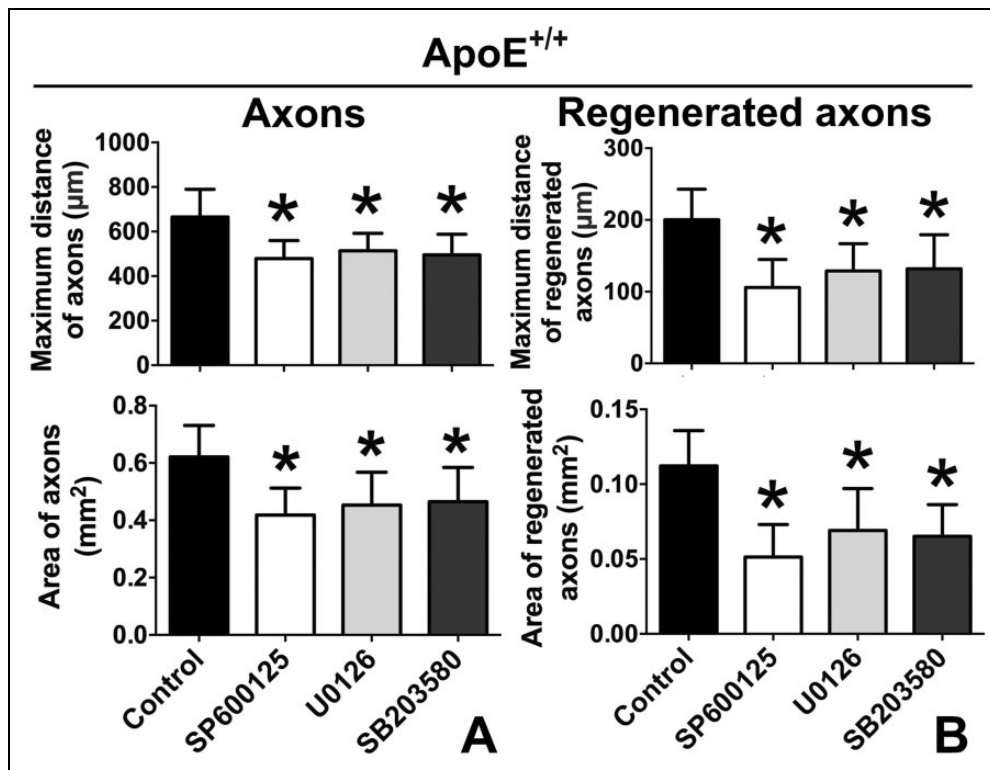 ApoE+/+
Axons
Regenerated axons
Maximum distance
of axons (μm)
1000
800
600
400
200
0
*
*
*
Maximum distance
of regenerated
axons (μm)
300
200
100
0
*
*
*
Area of axons
(mm2)
0.8
0.6
0.4
0.2
0.0
*
*
*
Area of regenerated
axons (mm2)
0.15
0.10
0.05
0.00
*
*
*
Control
SP600125
U0126
SB203580
A
Control
SP600125
U0126
SB203580
B